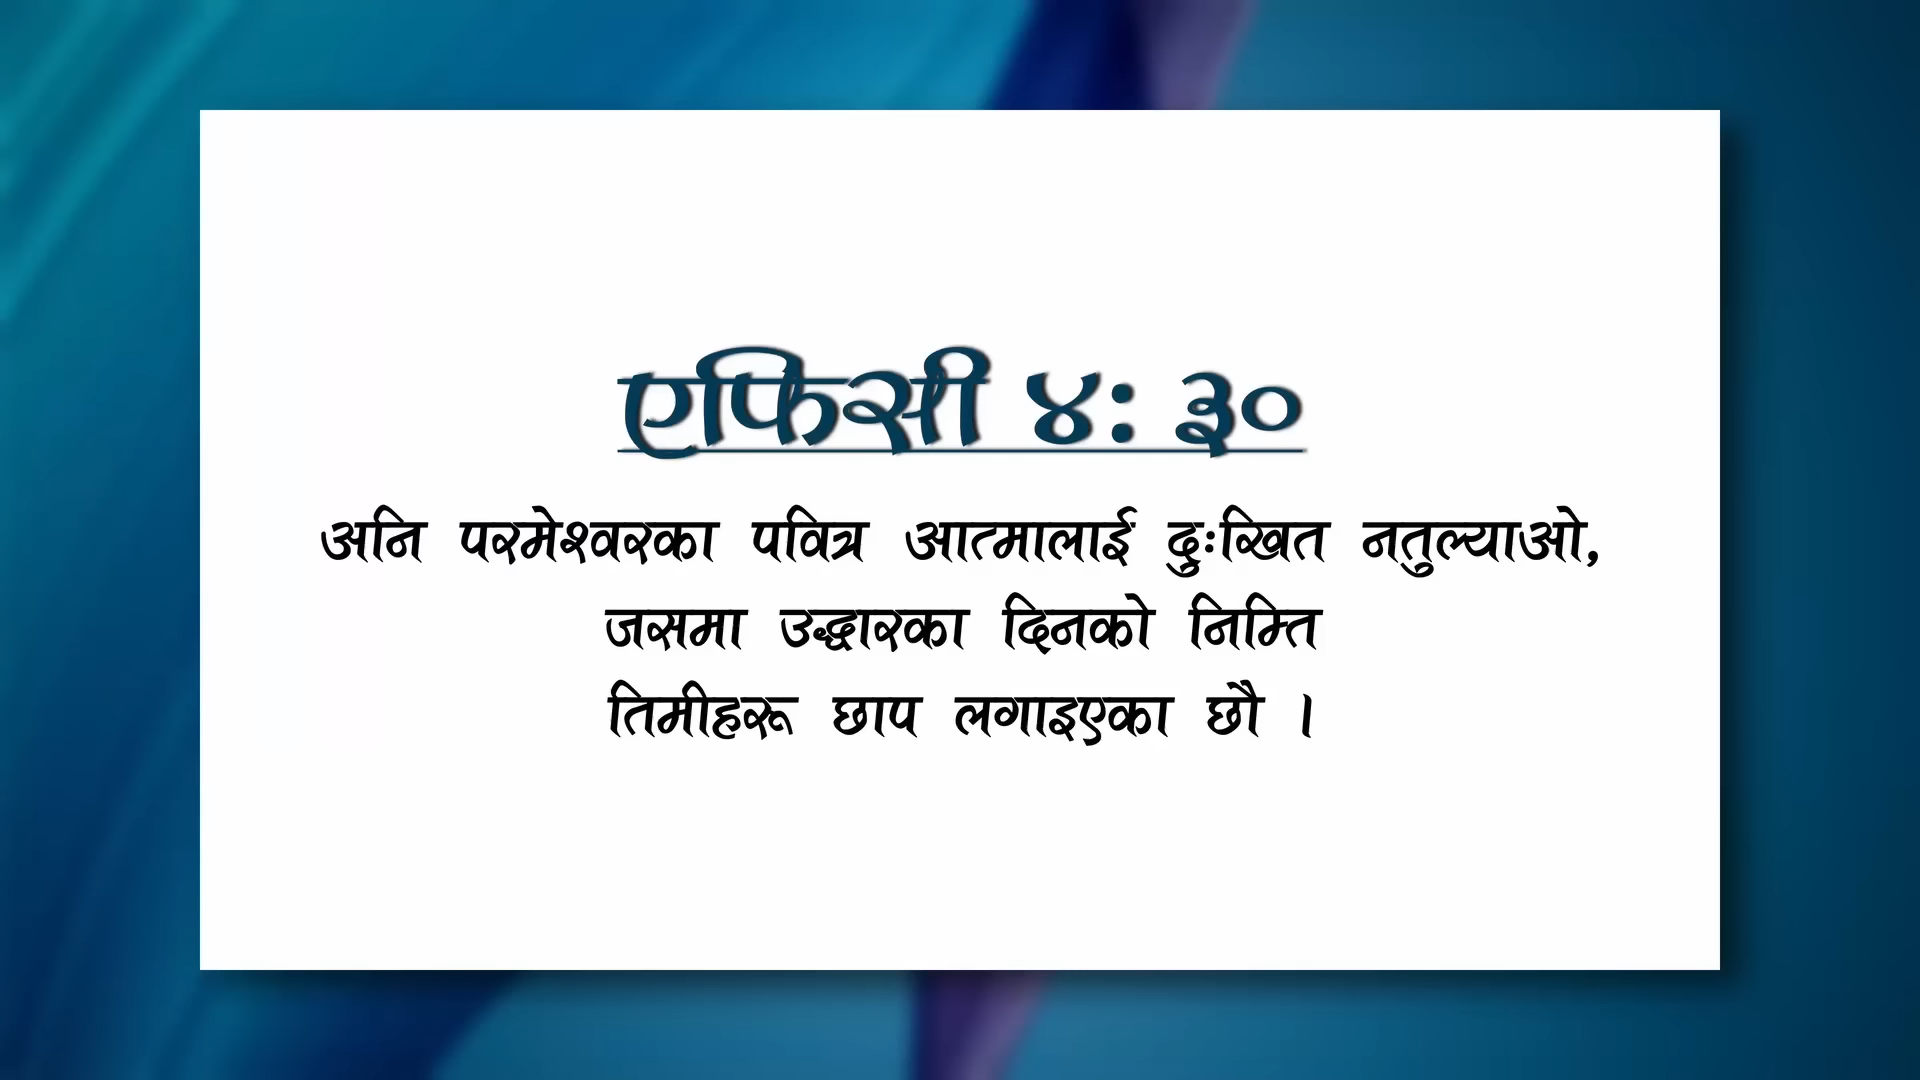 एफिसी ४: ३०
अनि परमेश्वरका पवित्र आत्मालाई दुःखित नतुल्याओ,
जसमा उद्धारका दिनको निम्ति
तिमीहरू छाप लगाइएका छौ ।